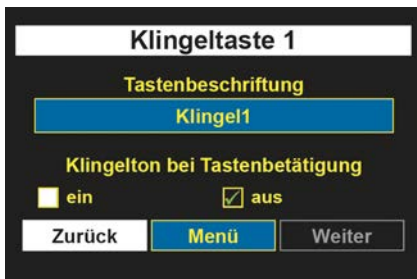 Klingeltaste 1
Tastenbeschriftung
Klingel1
Klingelton bei Tastenbetätigung
ein aus
Zurück Menü Weiter